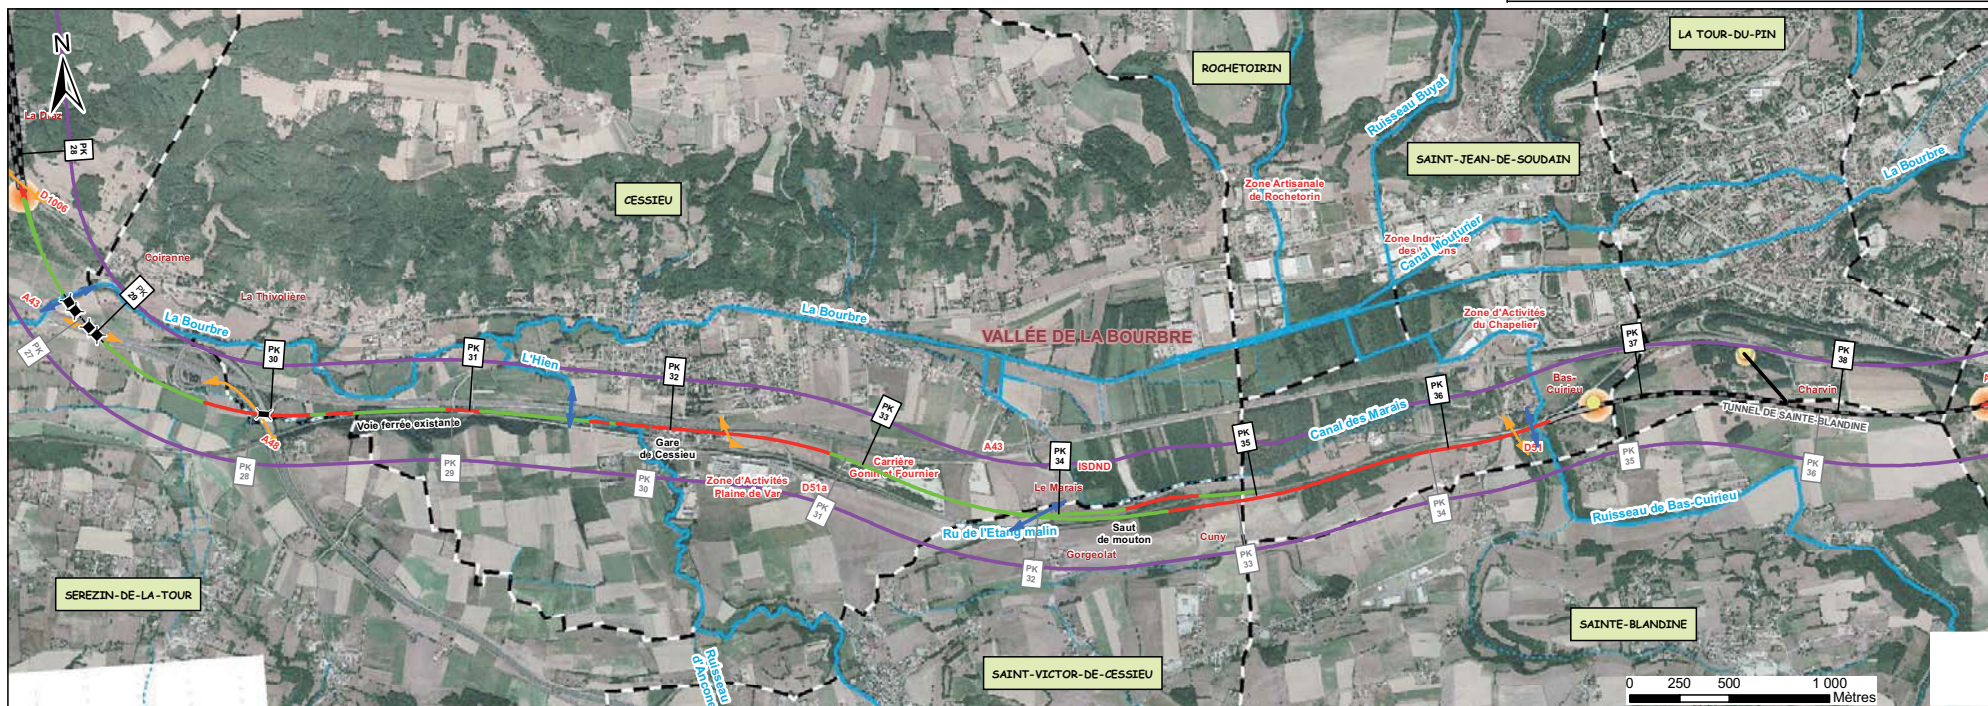 LA TOUR-DU-PIN
N
ROCHETOIRIN
Ruisseau Buyat
La Diaz
PK
28
SAINT-JEAN-DE-SOUDAIN
La Bourbre
D1006
CESSIEU
Zone Artisanale
de Rochetorin
Canal Mouturier
Coiranne
A43
PK
29
La Thivolière
La Bourbre
La Bourbre
Zone d'Activités
du Chapelier
VALLÉE DE LA BOURBRE
PK
27
PK
30
PK
31
L'Hien
PK
32
PK
37
PK
38
Bas-
Cuirieu
Charvin
PK
33
PK
36
TUNNEL DE SAINTE-BLANDINE
Voie ferrée existante
Canal des Marais
A48
Gare
de Cessieu
A43
PK
34
PK
35
D51
PK
28
PK
29
PK
30
Carrière
Gonin et Fournier
ISDND
PK
35
PK
36
Zone d'Activités
Plaine de Var
D51a
Le Marais
PK
31
PK
34
Ruisseau de Bas-Cuirieu
Ru de l'Etang malin
Saut
de mouton
Cuny
Gorgeolat
PK
32
PK
33
SEREZIN-DE-LA-TOUR
SAINTE-BLANDINE
Ruisseau
SAINT-VICTOR-DE-CESSIEU
0 250 500 1 000
Mètres